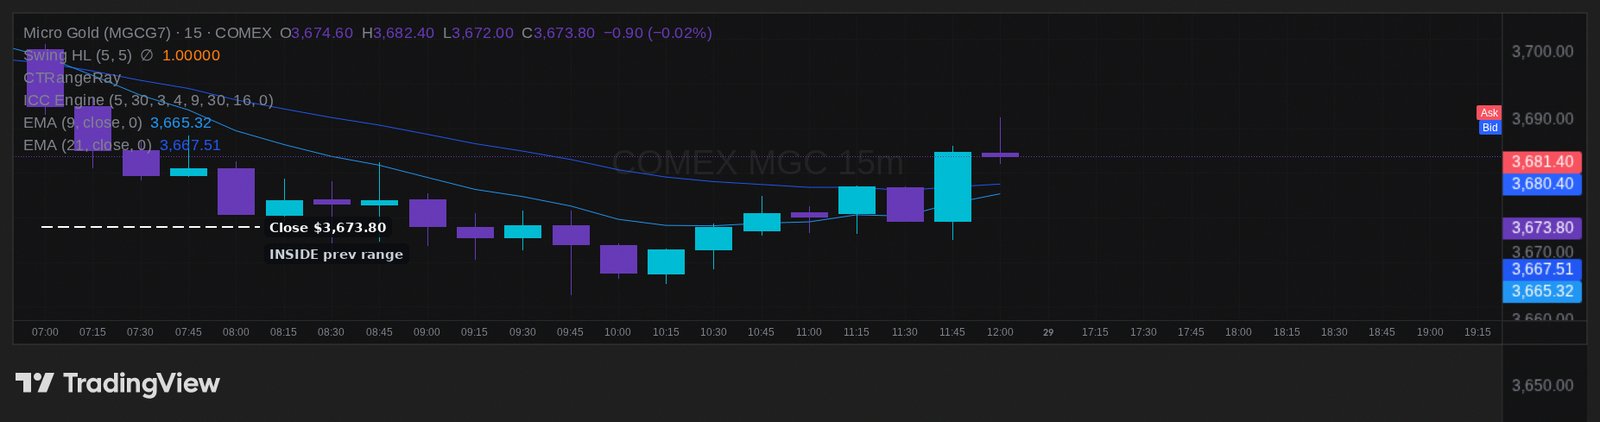 Micro Gold (MGCG7) · 15 · COMEX O3,674.60 H3,682.40 L3,672.00 C3,673.80 −0.90 (−0.02%)
Swing HL (5, 5) ∅ 1.00000
CTRangeRay
ICC Engine (5, 30, 3, 4, 9, 30, 16, 0)
EMA (9, close, 0) 3,665.32
EMA (21, close, 0) 3,667.51
COMEX MGC 15m
Close $3,673.80
INSIDE prev range
3,700.00
3,690.00
Ask
Bid
3,681.40
3,680.40
3,673.80
3,670.00
3,667.51
3,665.32
3,660.00
3,650.00
07:00 07:15 07:30 07:45 08:00 08:15 08:30 08:45 09:00 09:15 09:30 09:45 10:00 10:15 10:30 10:45 11:00 11:15 11:30 11:45 12:00 29 17:15 17:30 17:45 18:00 18:15 18:30 18:45 19:00 19:15
TradingView